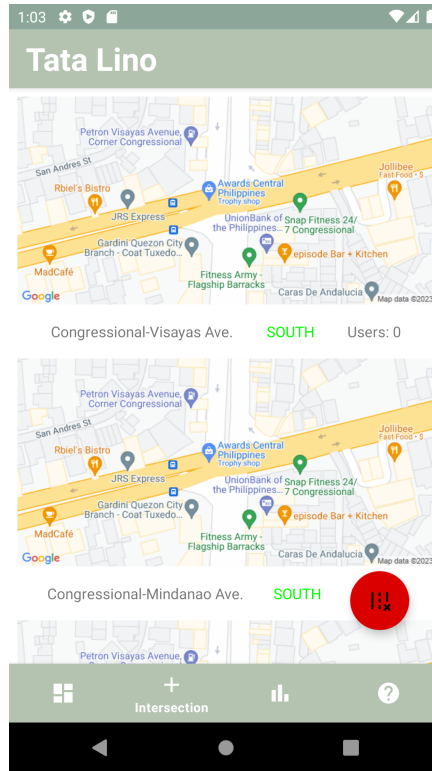 1:03
Tata Lino
Petron Visayas Avenue,
Corner Congressional
San Andres St
Rbiel's Bistro
JRS Express
Awards Central
Philippines
Trophy shop
Jollibee
Fast Food • $
UnionBank of
the Philippines...
Snap Fitness 24/
7 Congressional
Gardini Quezon City
Branch - Coat Tuxedo...
episode Bar + Kitchen
MadCafé
Fitness Army -
Flagship Barracks
Caras De Andalucia
Google
Map data ©2023
Congressional-Visayas Ave. SOUTH Users: 0
Petron Visayas Avenue,
Corner Congressional
San Andres St
Rbiel's Bistro
JRS Express
Awards Central
Philippines
Trophy shop
Jollibee
Fast Food • $
UnionBank of
the Philippines...
Snap Fitness 24/
7 Congressional
Gardini Quezon City
Branch - Coat Tuxedo...
episode Bar + Kitchen
MadCafé
Fitness Army -
Flagship Barracks
Caras De Andalucia
Google
Map data ©2023
Congressional-Mindanao Ave. SOUTH
Petron Visayas Avenue,
Intersection